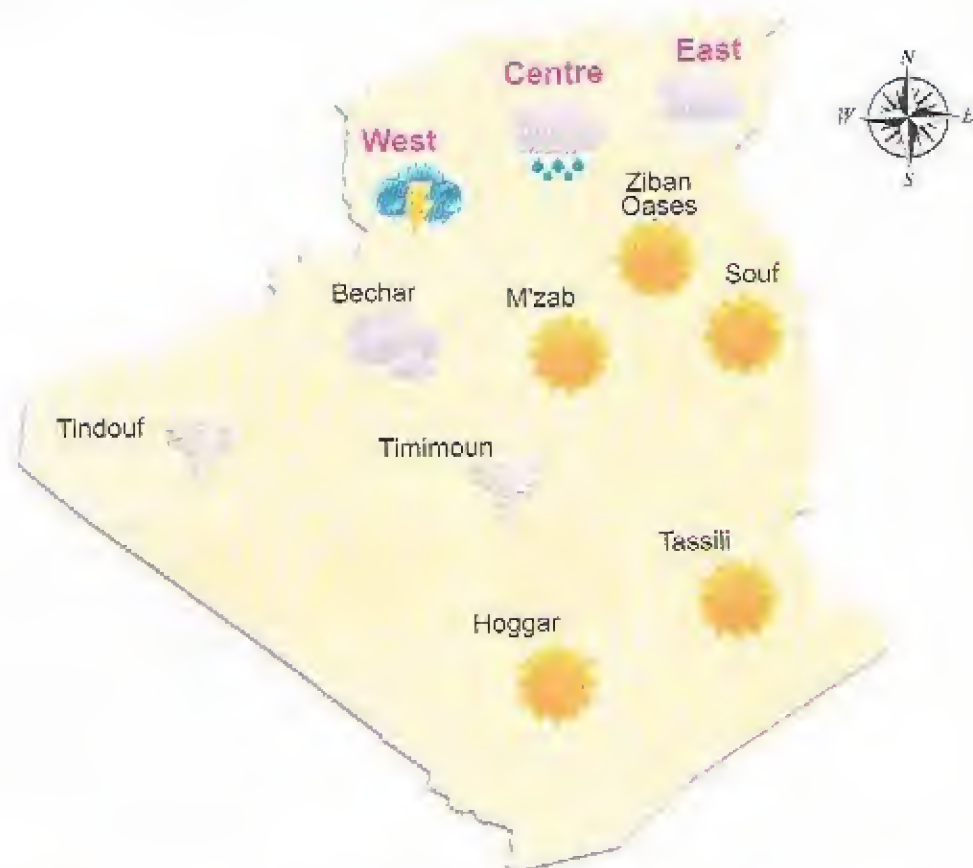 East
Centre
West
N
W
E
S
Ziban
Oases
Souf
Bechar
M'zab
Tindouf
Timimoun
Tassili
Hoggar